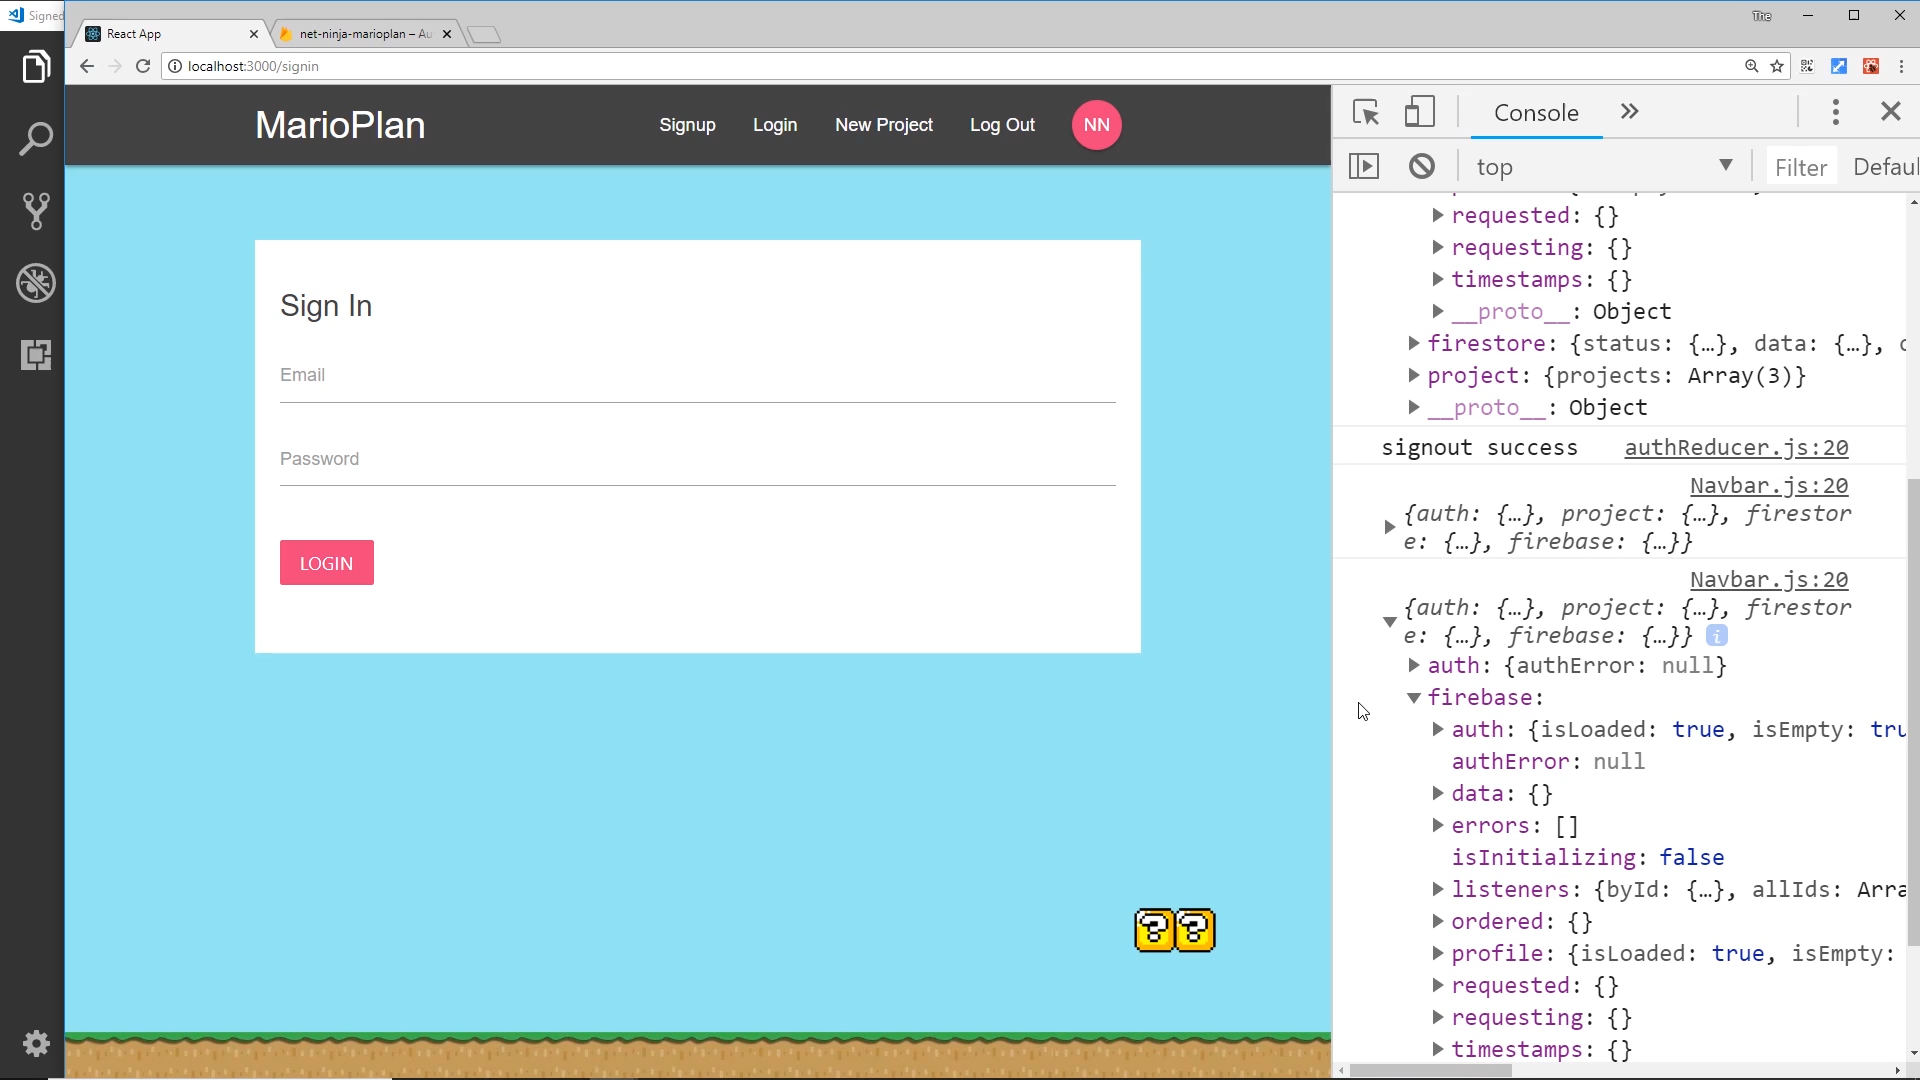 Signed
React App
net-ninja-marioplan – Au
The
localhost:3000/signin
MarioPlan
Signup
Login
New Project
Log Out
NN
Sign In
Email
Password
LOGIN
Console
top
Filter
Defaul
requested: {}
requesting: {}
timestamps: {}
__proto__: Object
firestore: {status: {…}, data: {…}, c
project: {projects: Array(3)}
__proto__: Object
signout success authReducer.js:20
Navbar.js:20
{auth: {…}, project: {…}, firestor
e: {…}, firebase: {…}}
Navbar.js:20
{auth: {…}, project: {…}, firestor
e: {…}, firebase: {…}} i
auth: {authError: null}
firebase:
auth: {isLoaded: true, isEmpty: tru
authError: null
data: {}
errors: []
isInitializing: false
listeners: {byId: {…}, allIds: Arra
ordered: {}
profile: {isLoaded: true, isEmpty:
requested: {}
requesting: {}
timestamps: {}